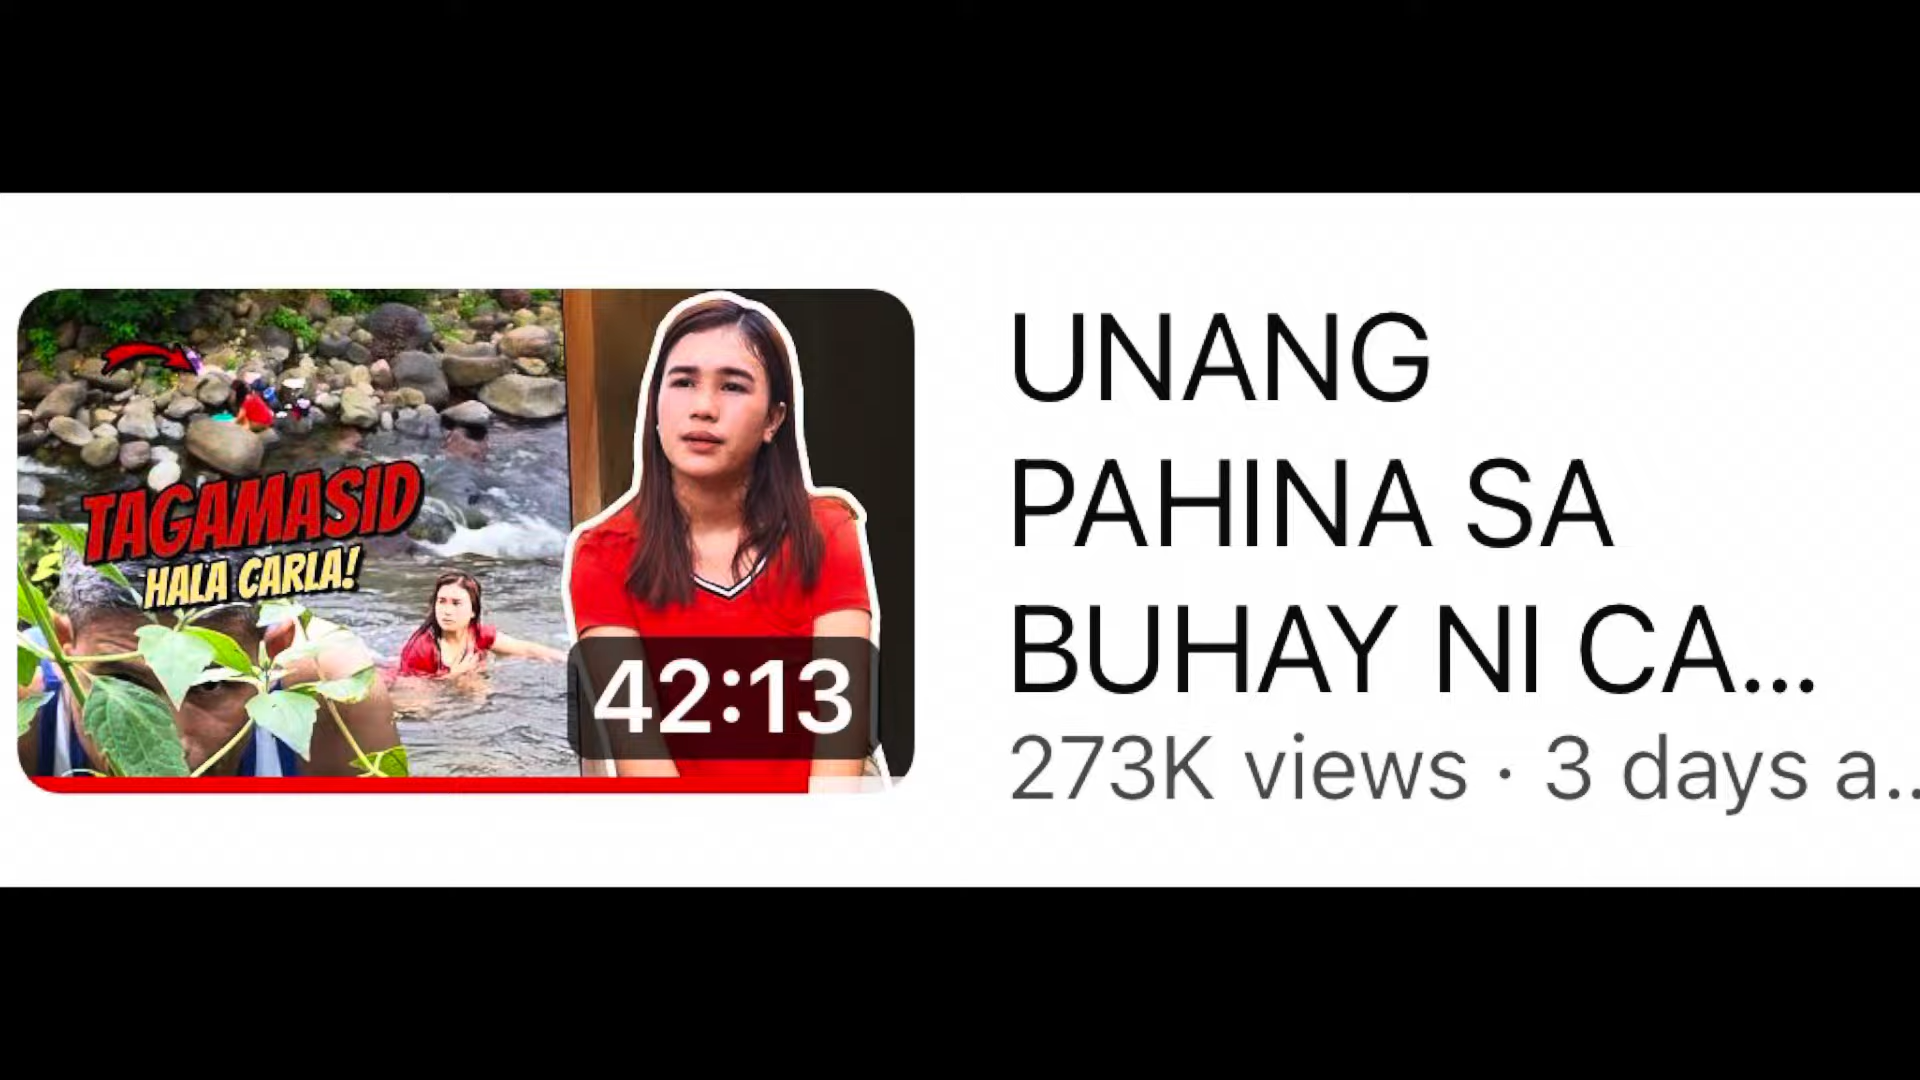 TAGAMASID
HALA CARLA!
42:13
UNANG
PAHINA SA
BUHAY NI CA...
273K views · 3 days a..